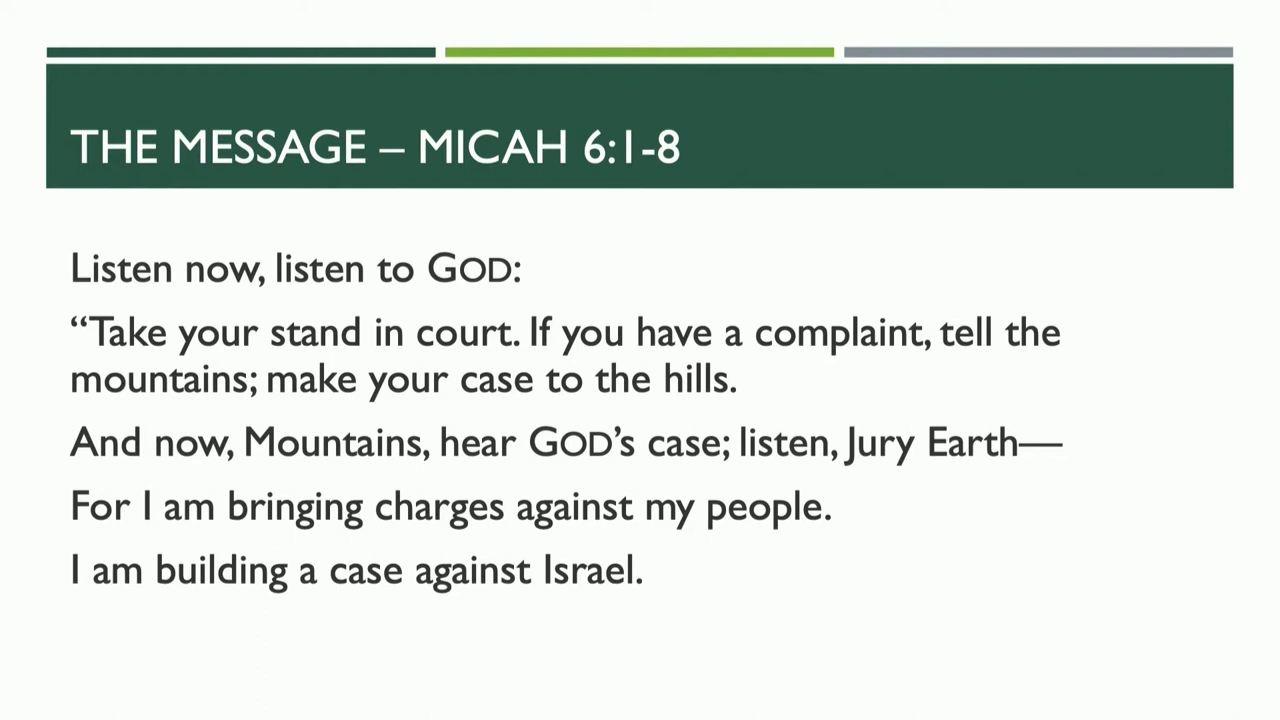 THE MESSAGE – MICAH 6:1-8
Listen now, listen to GOD:
“Take your stand in court. If you have a complaint, tell the
mountains; make your case to the hills.
And now, Mountains, hear GOD’s case; listen, Jury Earth—
For I am bringing charges against my people.
I am building a case against Israel.